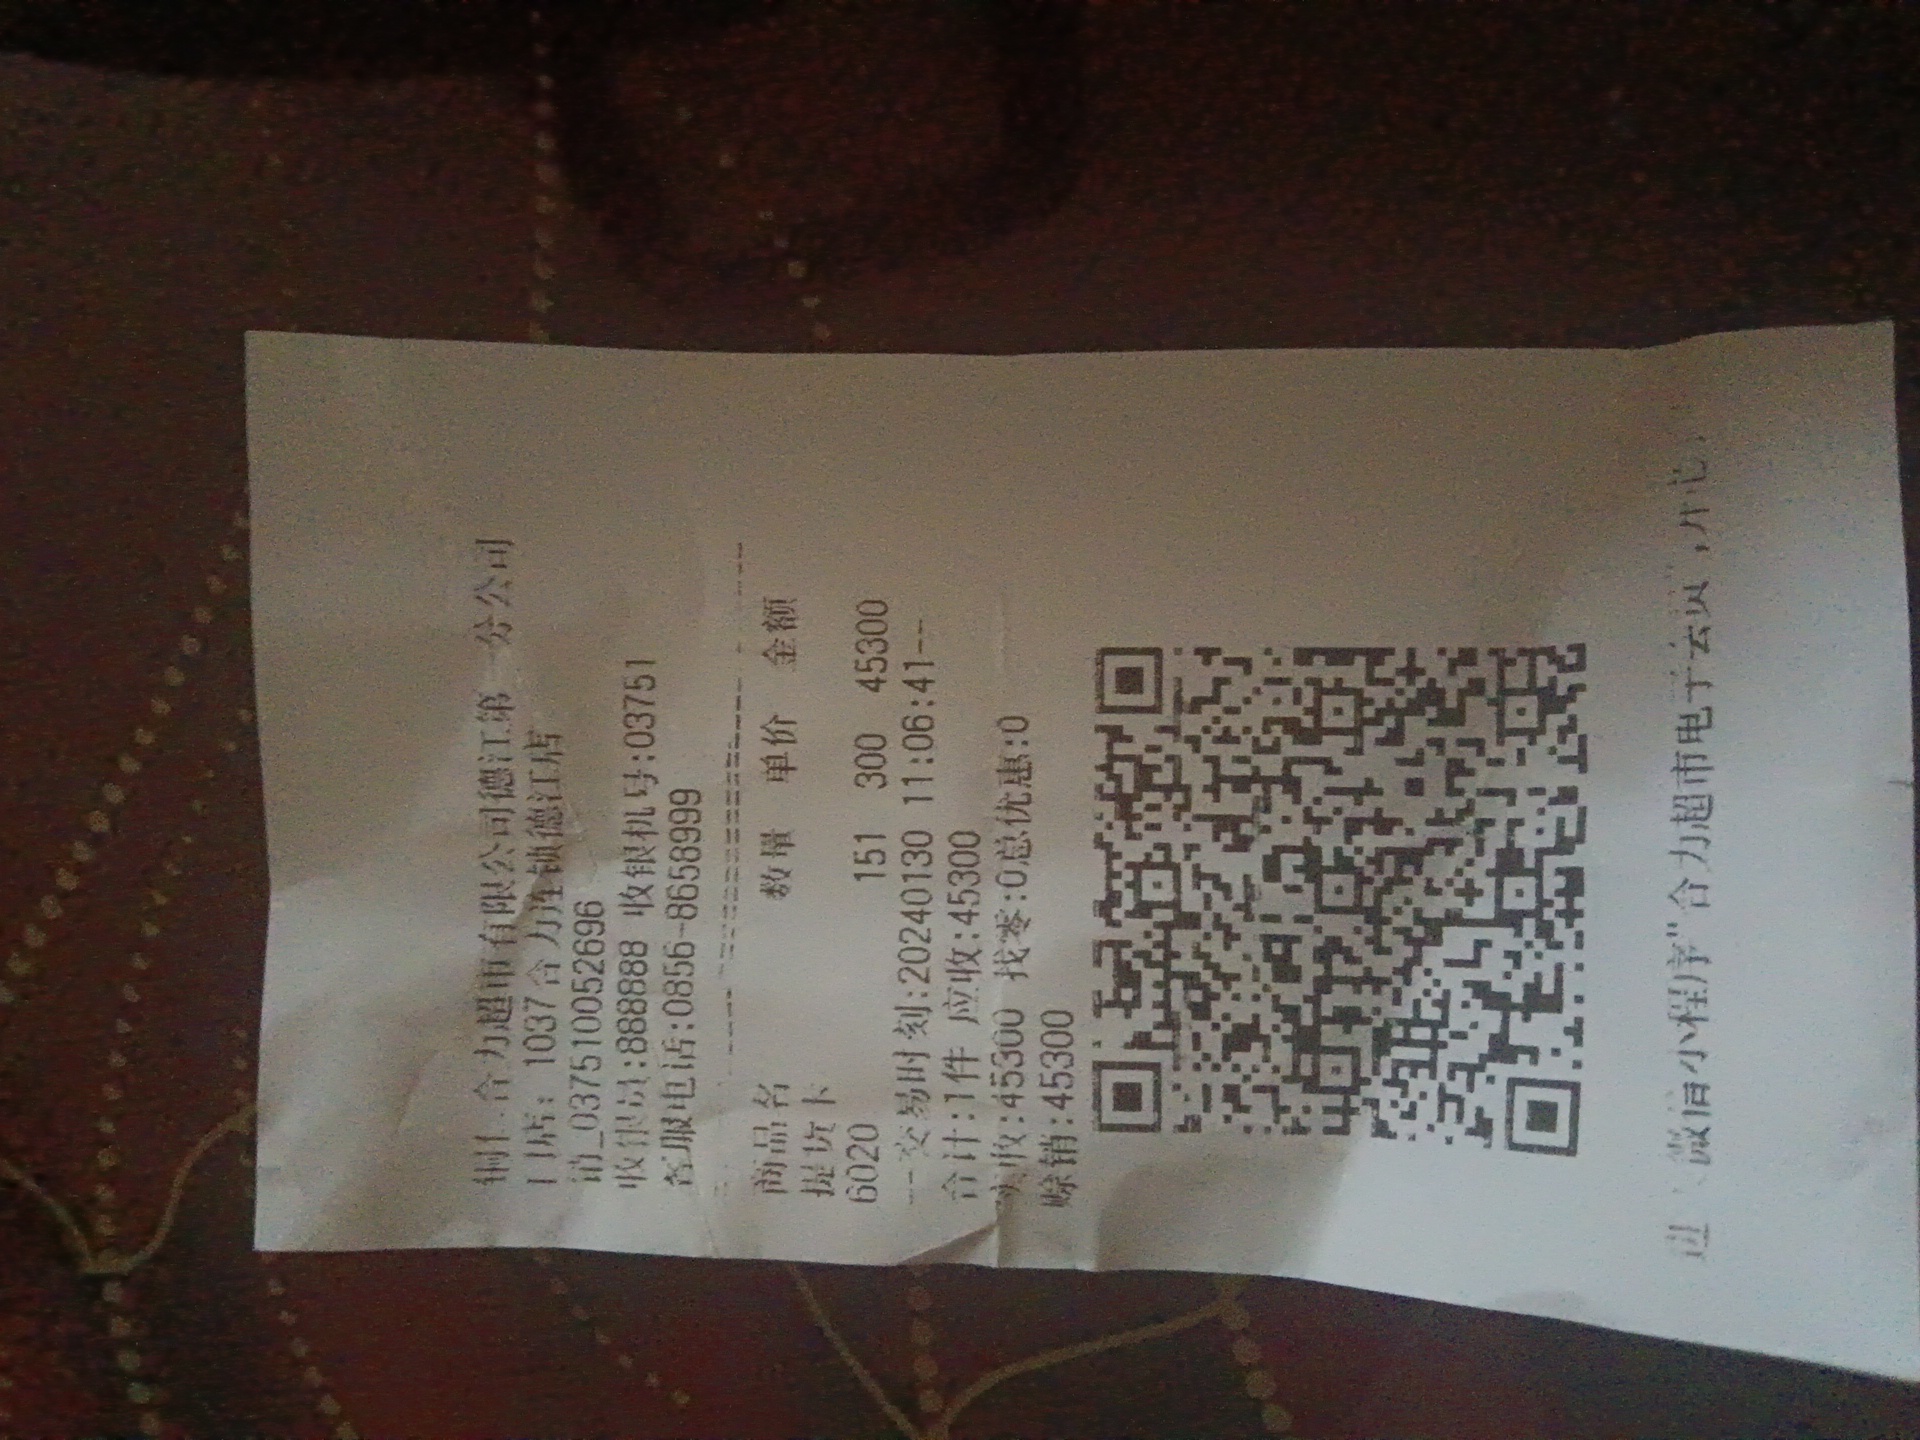 铜仁合力超市有限公司德江第一分公司
门店: 1037合力连锁德江店
销_037510052696
收银员:888888 收银机号:03751
客服电话:0856-8658999
商品名 数量 单价 金额
提货卡
6020 151 300 45300
--交易时刻:20240130 11:06:41--
合计:1件 应收:45300
实收:45300 找零:0总优惠:0
赊销:45300
微信小程序"合力超市电子会员",开心